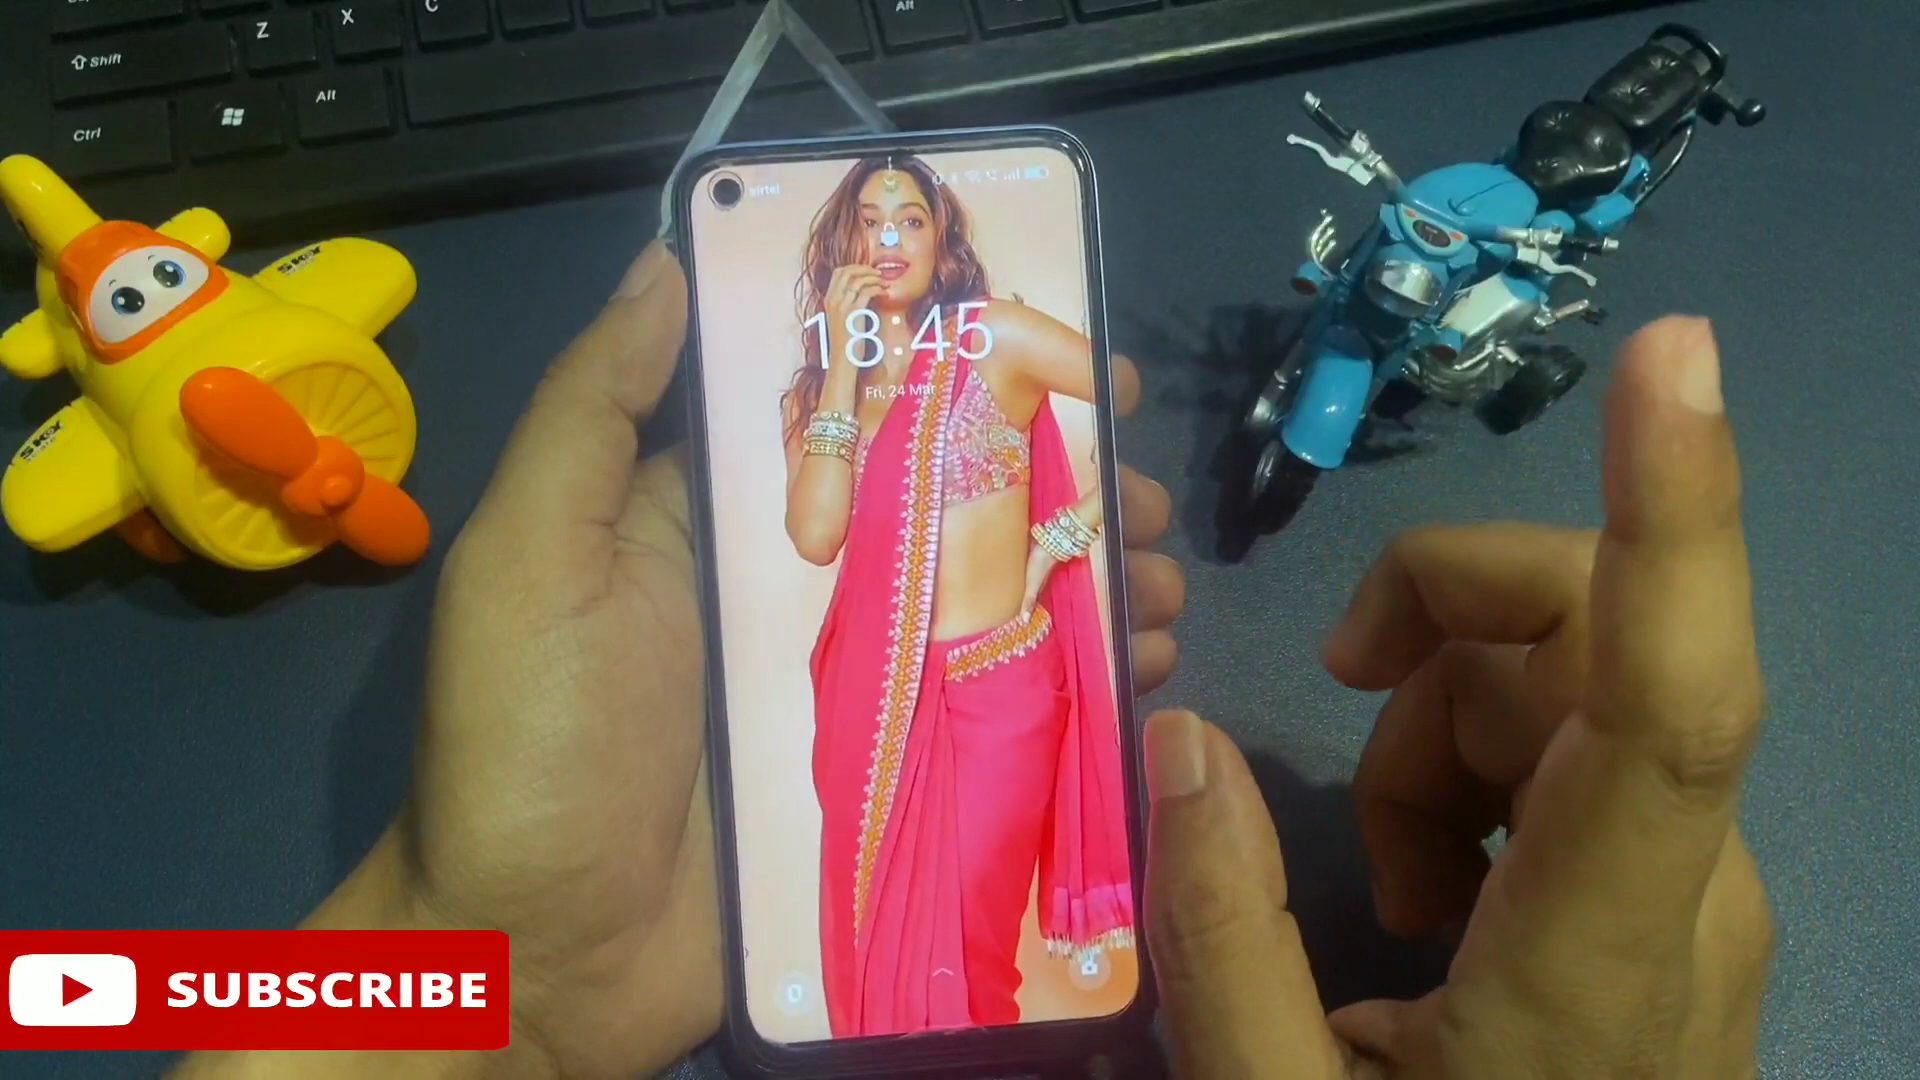 Z
X
C
Alt
Shift
Alt
Ctrl
airtel
18:45
Fri, 24 Mar
SUBSCRIBE